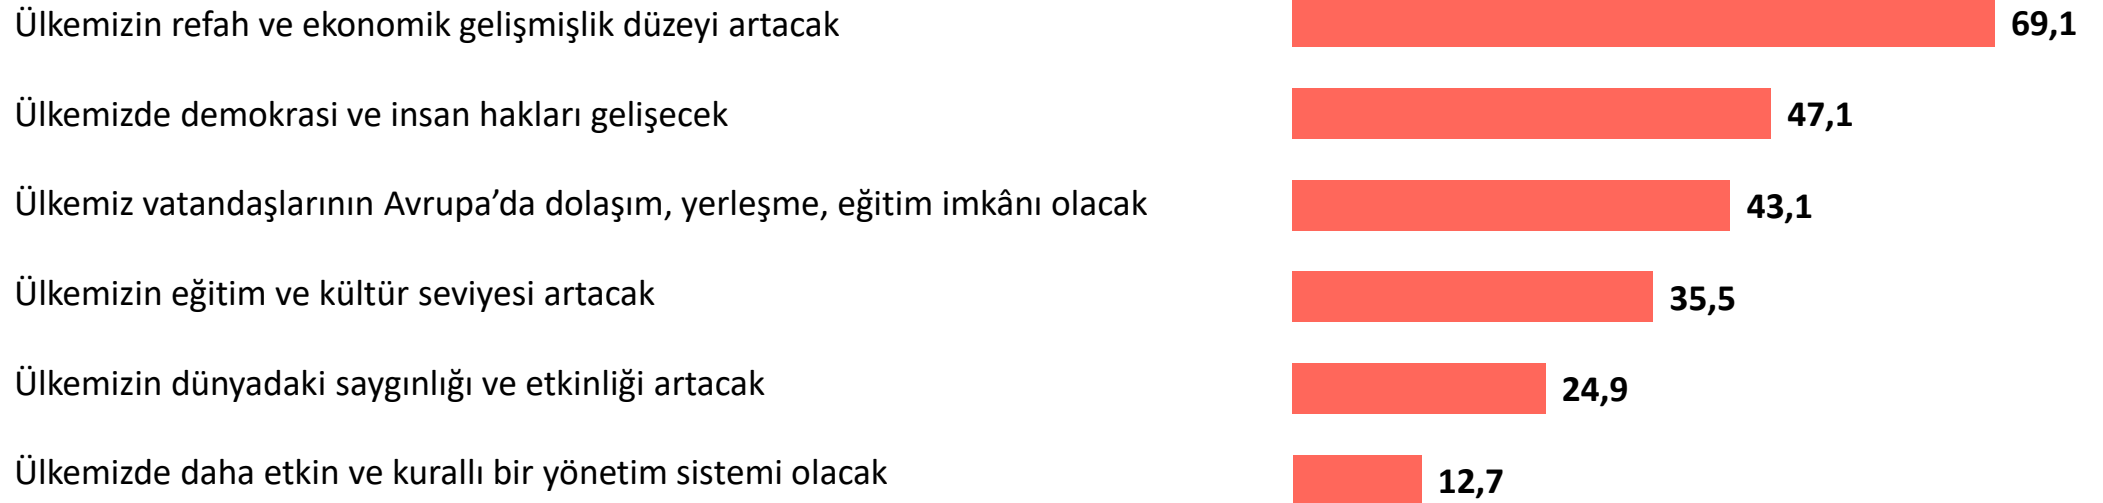 Ülkemizin refah ve ekonomik gelişmişlik düzeyi artacak 69,1
Ülkemizde demokrasi ve insan hakları gelişecek 47,1
Ülkemiz vatandaşlarının Avrupa’da dolaşım, yerleşme, eğitim imkânı olacak 43,1
Ülkemizin eğitim ve kültür seviyesi artacak 35,5
Ülkemizin dünyadaki saygınlığı ve etkinliği artacak 24,9
Ülkemizde daha etkin ve kurallı bir yönetim sistemi olacak 12,7